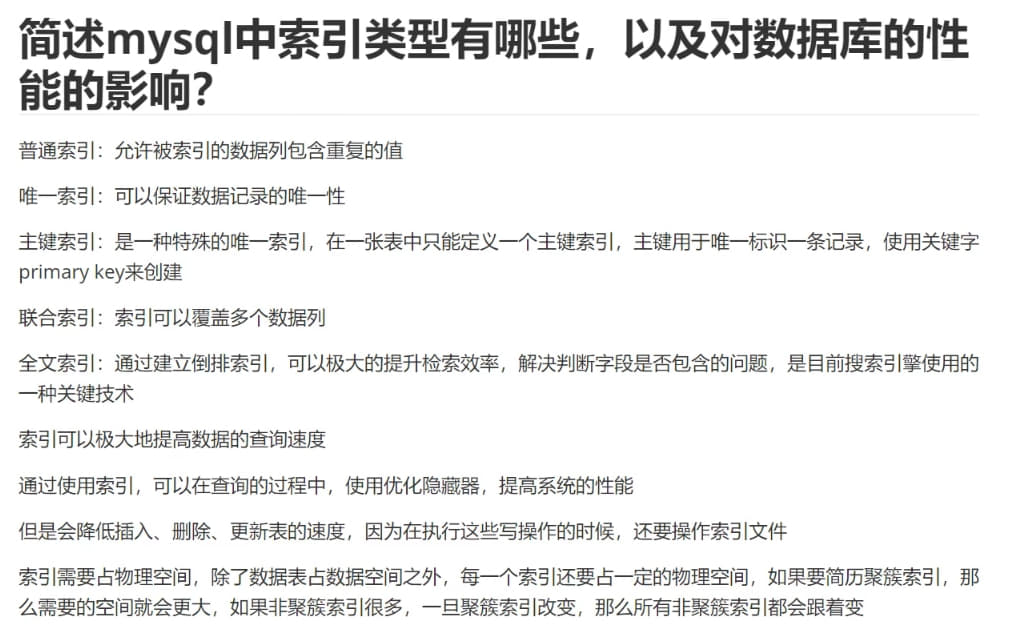 简述mysql中索引类型有哪些，以及对数据库的性
能的影响？
普通索引：允许被索引的数据列包含重复的值
唯一索引：可以保证数据记录的唯一性
主键索引：是一种特殊的唯一索引，在一张表中只能定义一个主键索引，主键用于唯一标识一条记录，使用关键字
primary key来创建
联合索引：索引可以覆盖多个数据列
全文索引：通过建立倒排索引，可以极大的提升检索效率，解决判断字段是否包含的问题，是目前搜索引擎使用的
一种关键技术
索引可以极大地提高数据的查询速度
通过使用索引，可以在查询的过程中，使用优化隐藏器，提高系统的性能
但是会降低插入、删除、更新表的速度，因为在执行这些写操作的时候，还要操作索引文件
索引需要占物理空间，除了数据表占数据空间之外，每一个索引还要占一定的物理空间，如果要简历聚簇索引，那
么需要的空间就会更大，如果非聚簇索引很多，一旦聚簇索引改变，那么所有非聚簇索引都会跟着变